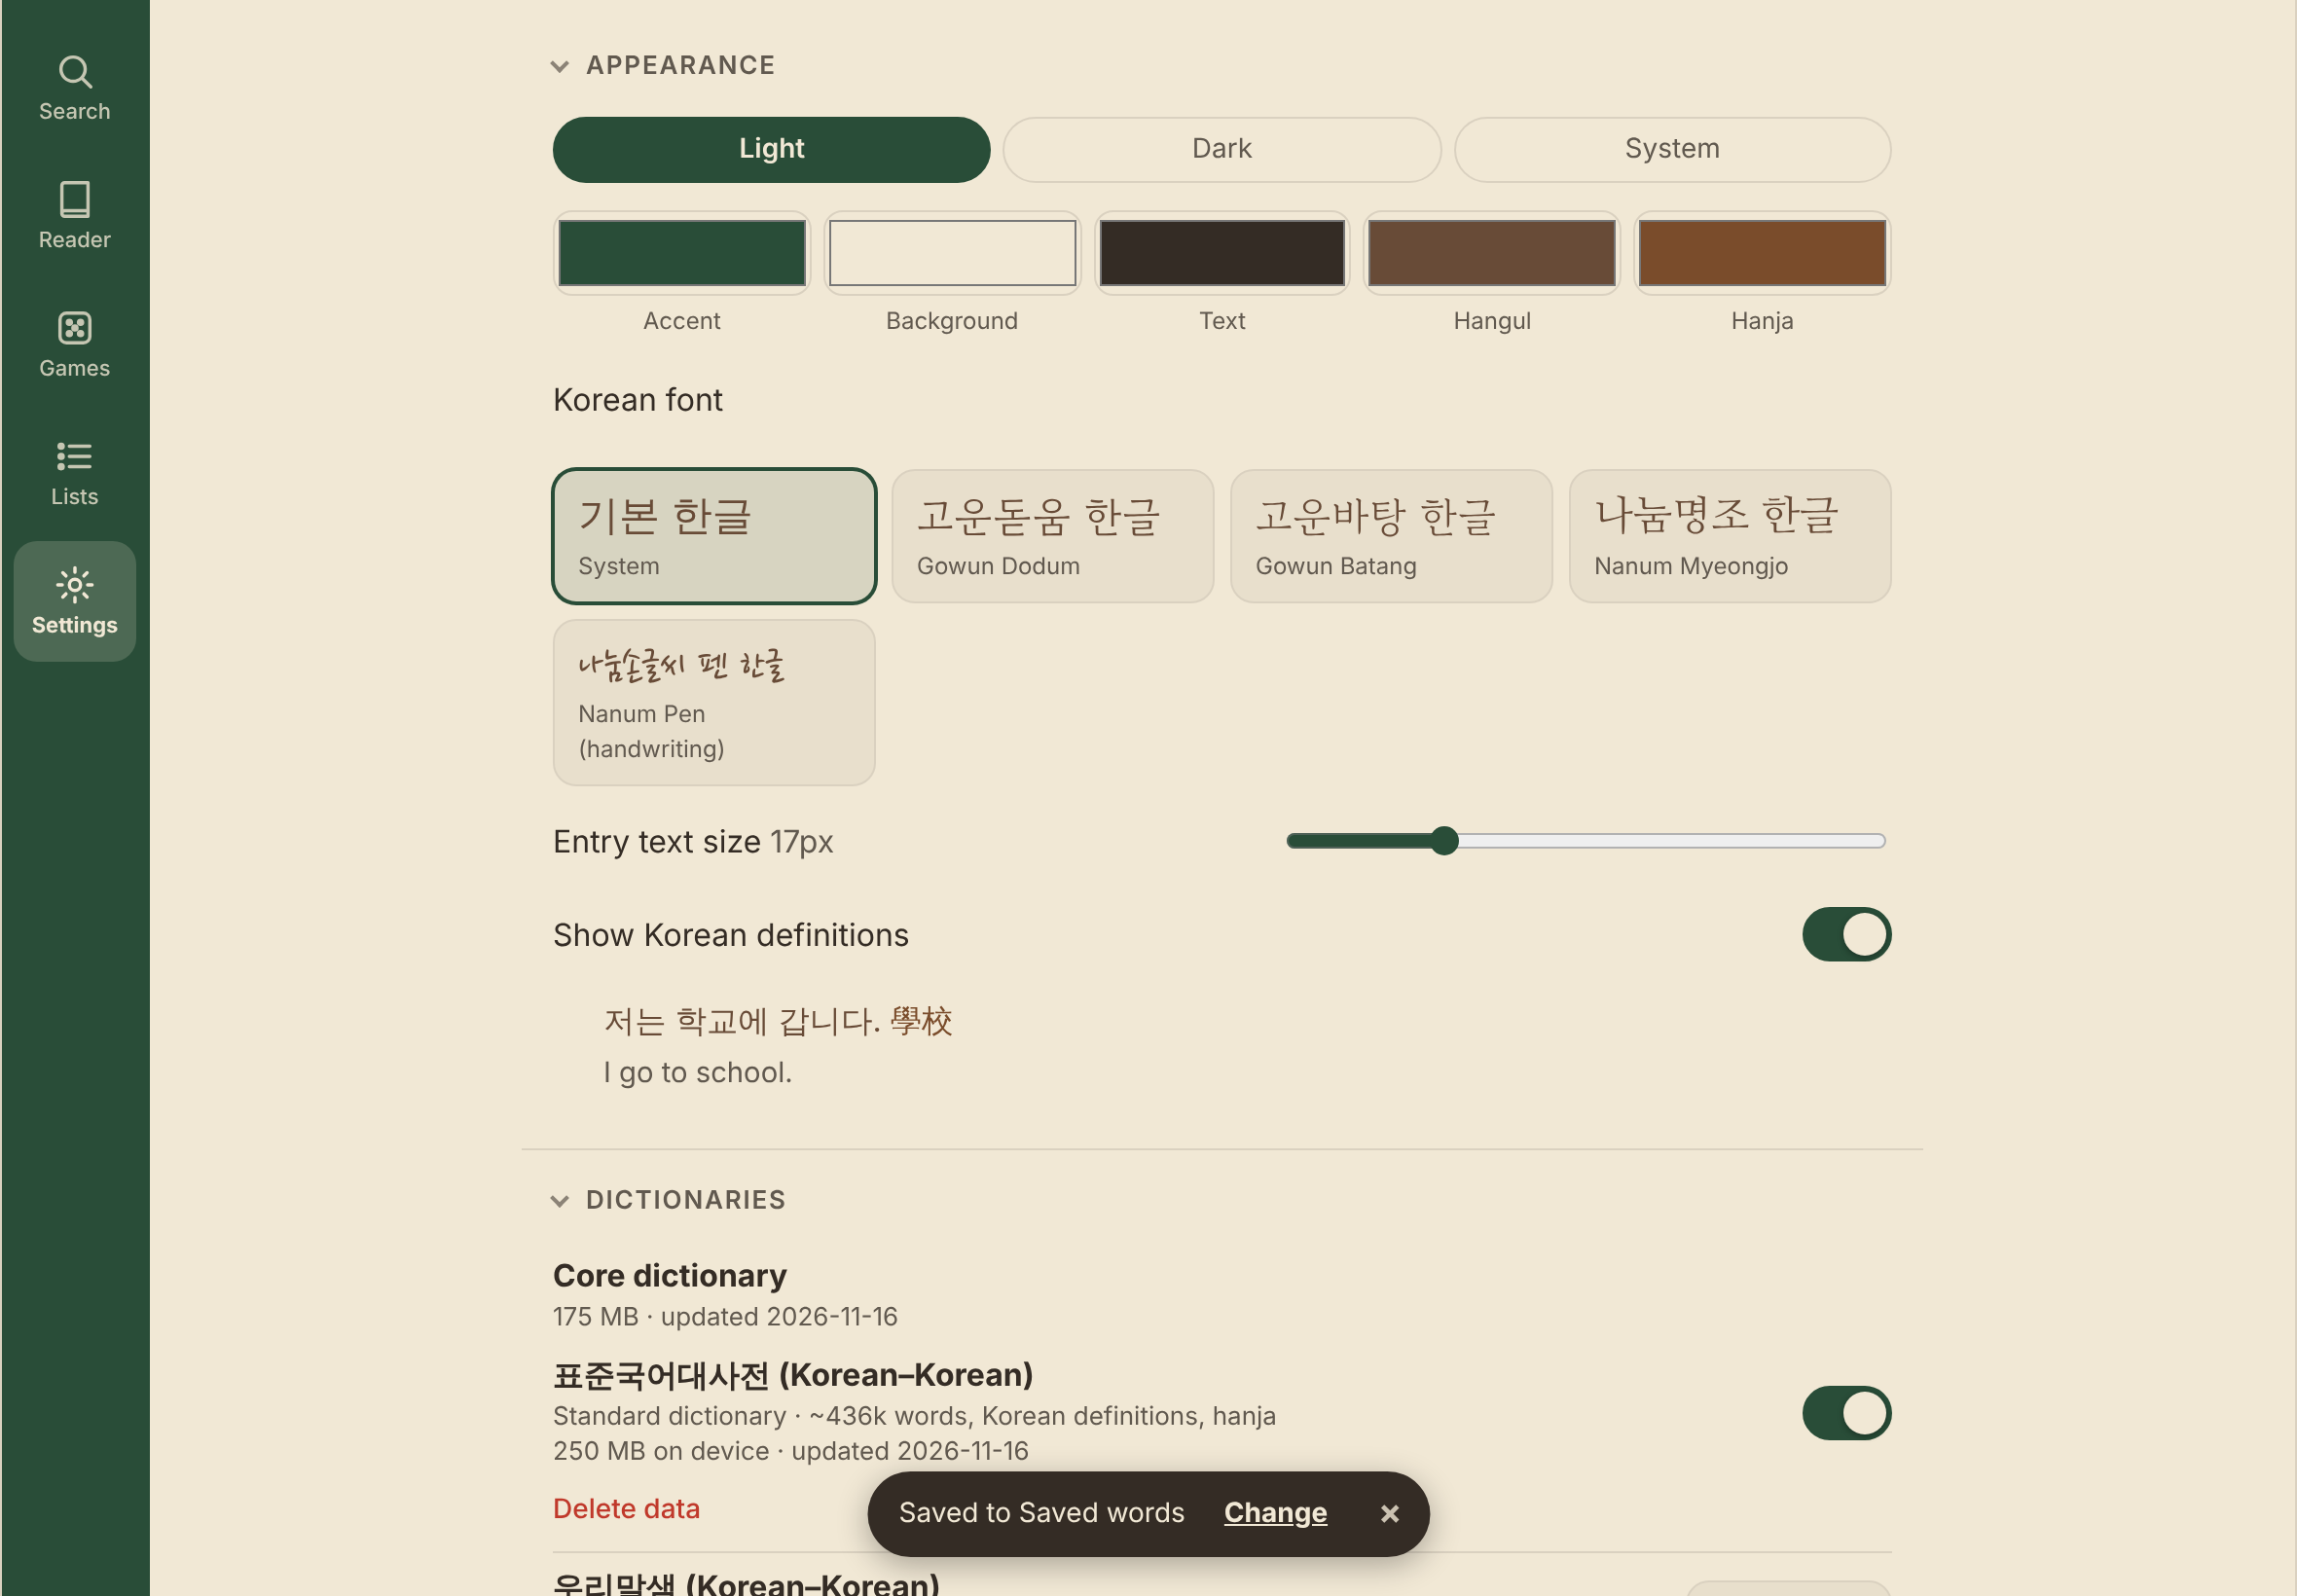 Search
Reader
Games
Lists
Settings
APPEARANCE
Light
Dark
System
Accent
Background
Text
Hangul
Hanja
Korean font
기본 한글
System
고운돋움 한글
Gowun Dodum
고운바탕 한글
Gowun Batang
나눔명조 한글
Nanum Myeongjo
나눔손글씨 펜 한글
Nanum Pen
(handwriting)
Entry text size 17px
Show Korean definitions
저는 학교에 갑니다. 學校
I go to school.
DICTIONARIES
Core dictionary
175 MB · updated 2026-11-16
표준국어대사전 (Korean–Korean)
Standard dictionary · ~436k words, Korean definitions, hanja
250 MB on device · updated 2026-11-16
Delete data
Saved to Saved words Change ×
우리말샘 (Korean–Korean)